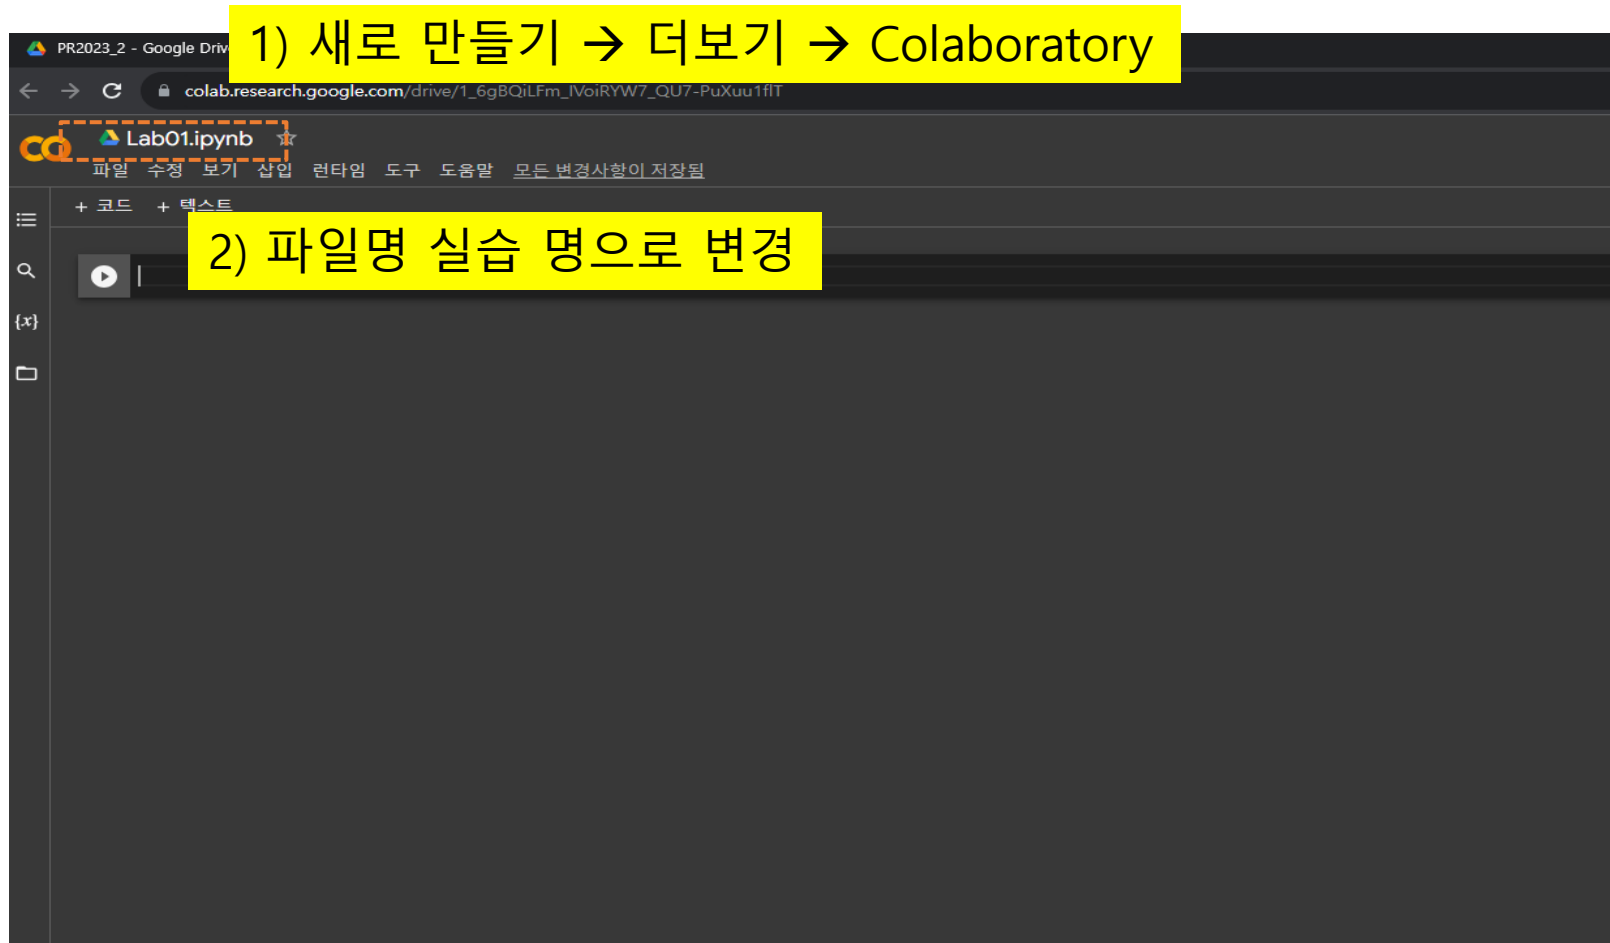 1) 새로 만들기 → 더보기 → Colaboratory
PR2023_2 - Google Driv
colab.research.google.com/drive/1_6gBQiLFm_IVoiRYW7_QU7-PuXuu1flT
Lab01.ipynb
파일 수정 보기 삽입 런타임 도구 도움말 모든 변경사항이 저장됨
+ 코드 + 텍스트
2) 파일명 실습 명으로 변경
{x}